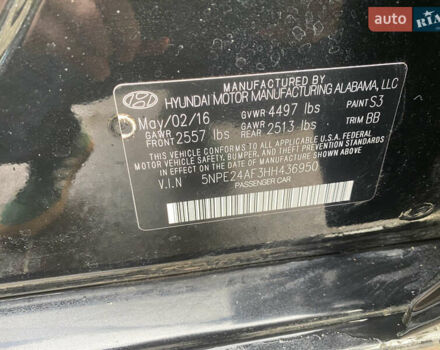 AUTO
RIA
MANUFACTURED BY
HYUNDAI MOTOR MANUFACTURING ALABAMA, LLC
May/02/16 GVWR 4497 lbs PAINT S3
GAWR FRONT 2557 lbs GAWR REAR 2513 lbs TRIM BB
THIS VEHICLE CONFORMS TO ALL APPLICABLE U.S.A. FEDERAL
MOTOR VEHICLE SAFETY, BUMPER, AND THEFT PREVENTION STANDARDS
IN EFFECT ON THE DATE OF MANUFACTURE SHOWN ABOVE.
V.I.N 5NPE24AF3HH436950
PASSENGER CAR